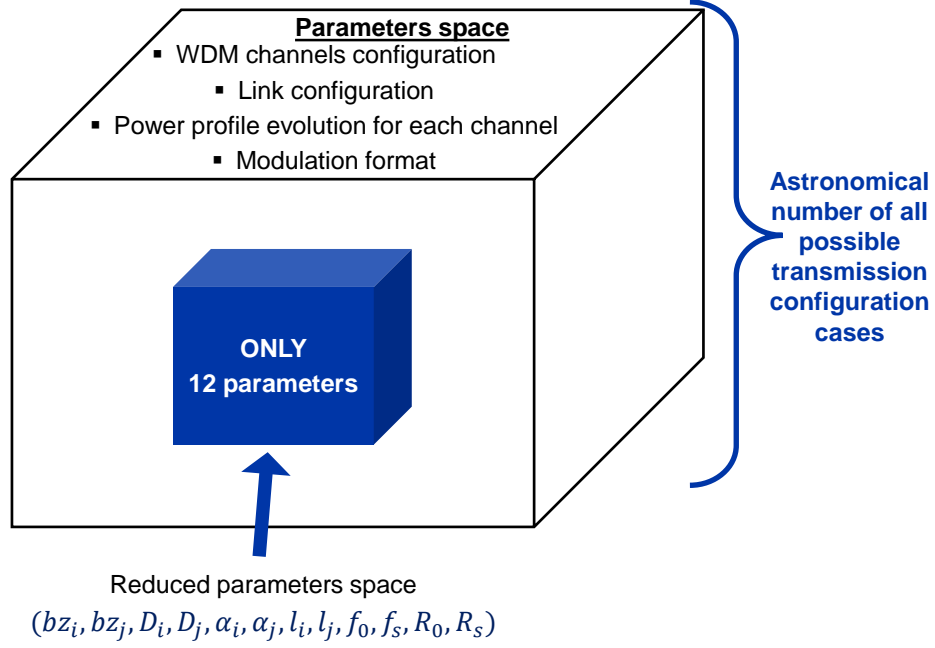 Parameters space
▪ WDM channels configuration
▪ Link configuration
▪ Power profile evolution for each channel
▪ Modulation format
Astronomical
number of all
possible
transmission
configuration
cases
ONLY
12 parameters
Reduced parameters space
(bz_i, bz_j, D_i, D_j, α_i, α_j, l_i, l_j, f_0, f_s, R_0, R_s)